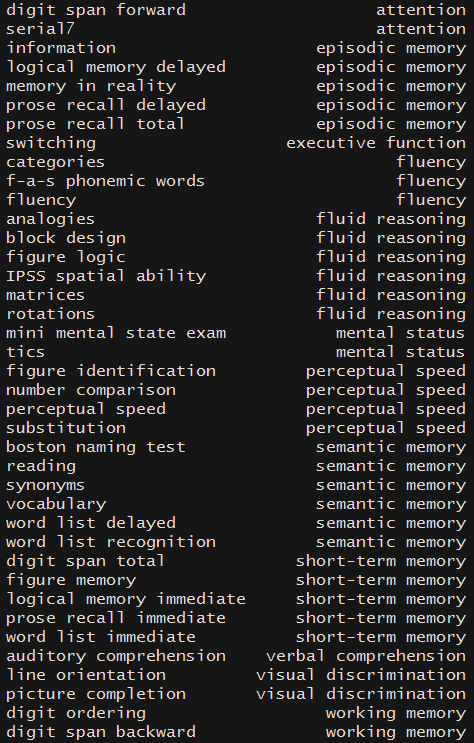 digit span forward attention
serial7 attention
information episodic memory
logical memory delayed episodic memory
memory in reality episodic memory
prose recall delayed episodic memory
prose recall total episodic memory
switching executive function
categories fluency
f-a-s phonemic words fluency
fluency fluency
analogies fluid reasoning
block design fluid reasoning
figure logic fluid reasoning
IPSS spatial ability fluid reasoning
matrices fluid reasoning
rotations fluid reasoning
mini mental state exam mental status
tics mental status
figure identification perceptual speed
number comparison perceptual speed
perceptual speed perceptual speed
substitution perceptual speed
boston naming test semantic memory
reading semantic memory
synonyms semantic memory
vocabulary semantic memory
word list delayed semantic memory
word list recognition semantic memory
digit span total short-term memory
figure memory short-term memory
logical memory immediate short-term memory
prose recall immediate short-term memory
word list immediate short-term memory
auditory comprehension verbal comprehension
line orientation visual discrimination
picture completion visual discrimination
digit ordering working memory
digit span backward working memory